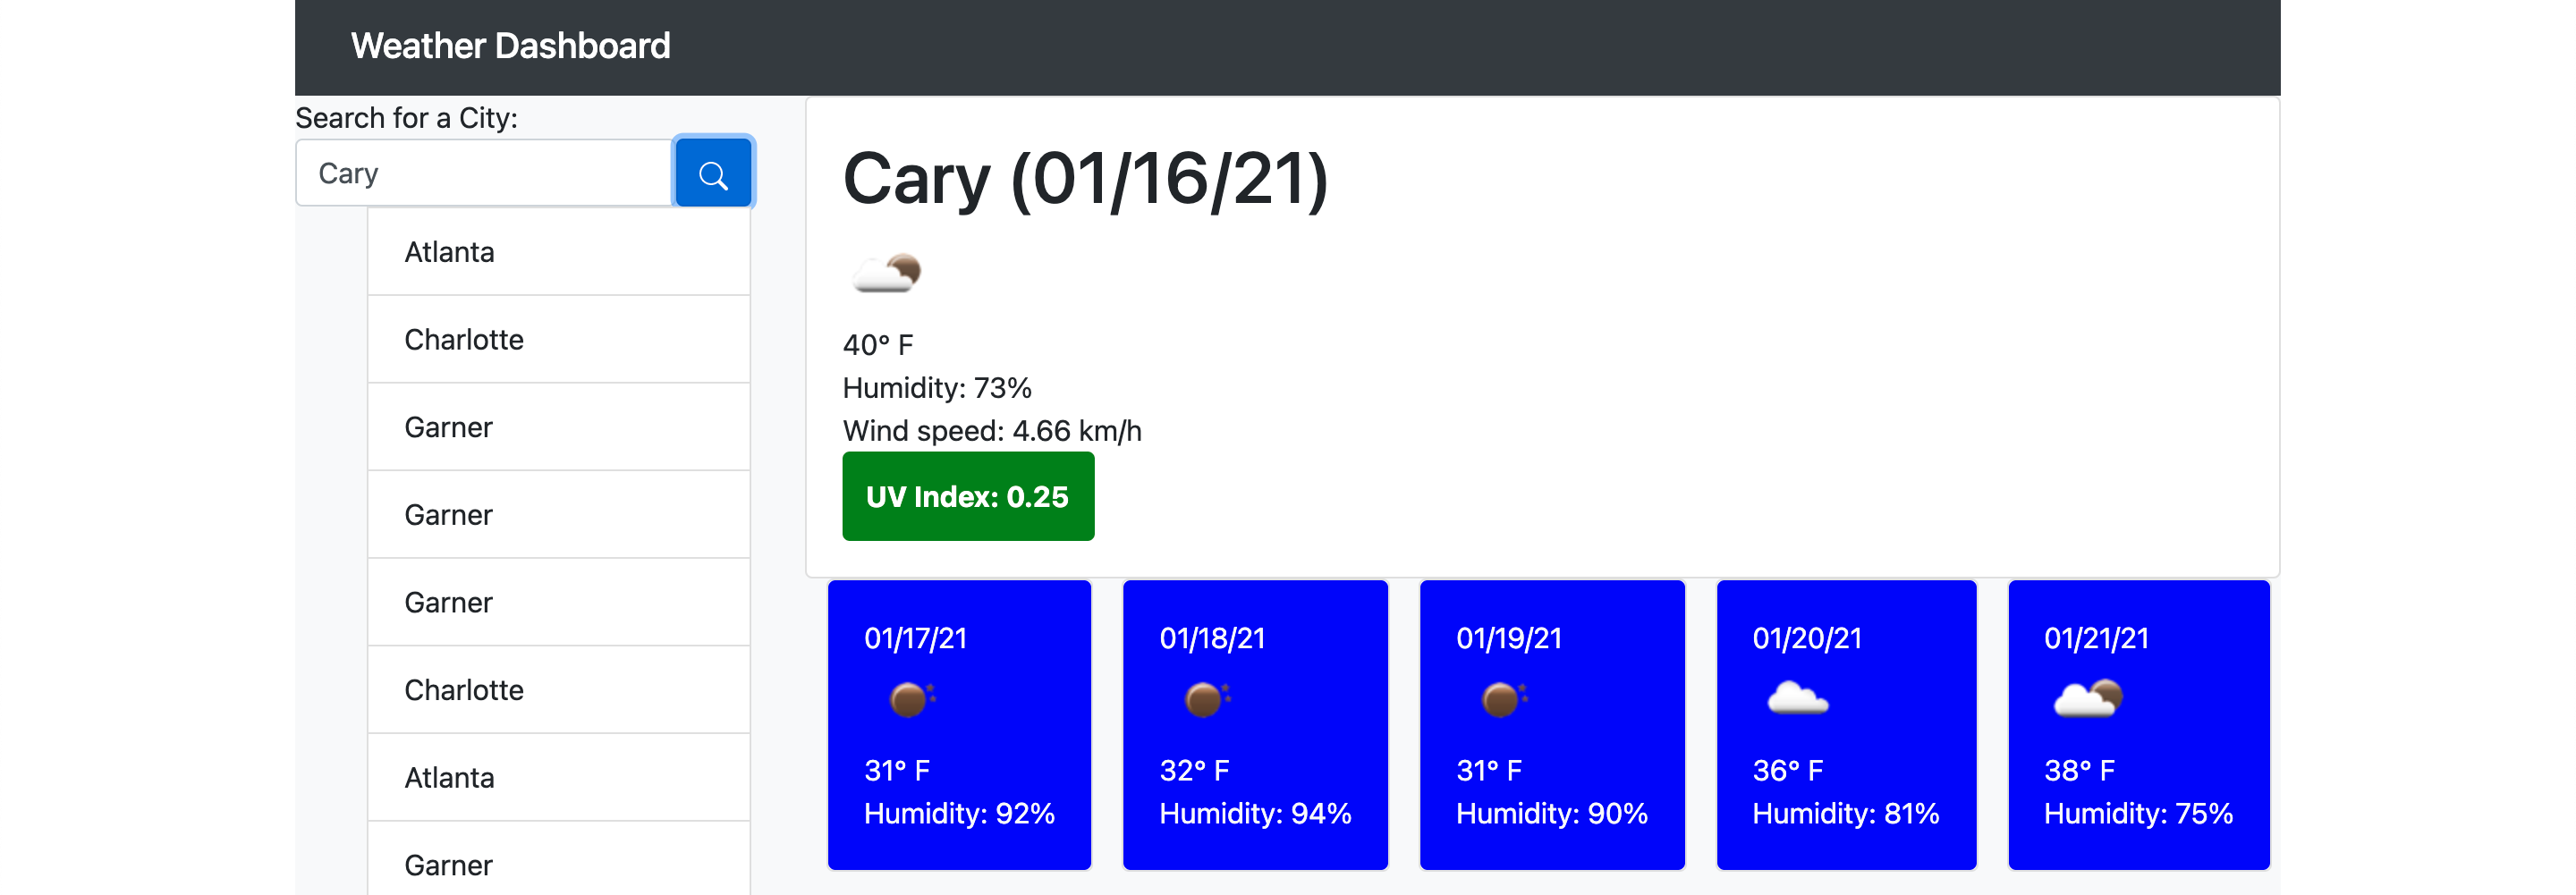 Weather Dashboard
Search for a City:
Cary
Atlanta
Charlotte
Garner
Garner
Garner
Charlotte
Atlanta
Garner
Cary (01/16/21)
40° F
Humidity: 73%
Wind speed: 4.66 km/h
UV Index: 0.25
01/17/21
31° F
Humidity: 92%
01/18/21
32° F
Humidity: 94%
01/19/21
31° F
Humidity: 90%
01/20/21
36° F
Humidity: 81%
01/21/21
38° F
Humidity: 75%